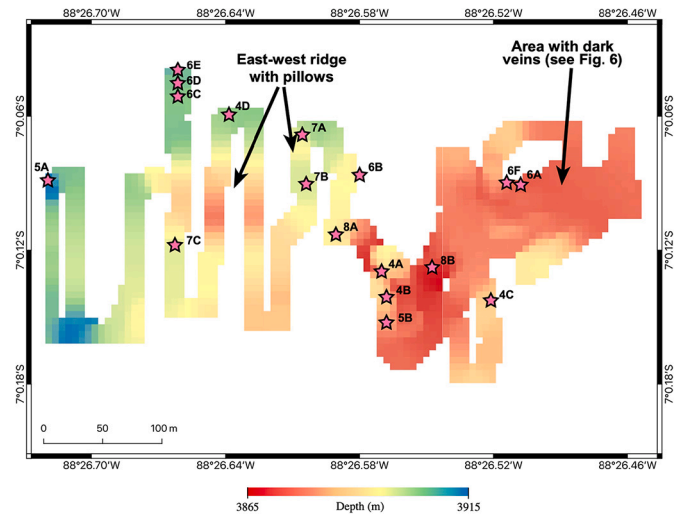 88°26.70'W 88°26.64'W 88°26.58'W 88°26.52'W 88°26.46'W
East-west ridge
with pillows
Area with dark
veins (see Fig. 6)
6E
6D
6C
4D
7A
7°0.06'S 7°0.06'S
5A
7B
6B
6F 6A
7C
8A
7°0.12'S 7°0.12'S
4A
8B
4B
4C
5B
7°0.18'S 7°0.18'S
0 50 100 m
88°26.70'W 88°26.64'W 88°26.58'W 88°26.52'W 88°26.46'W
3865 Depth (m) 3915